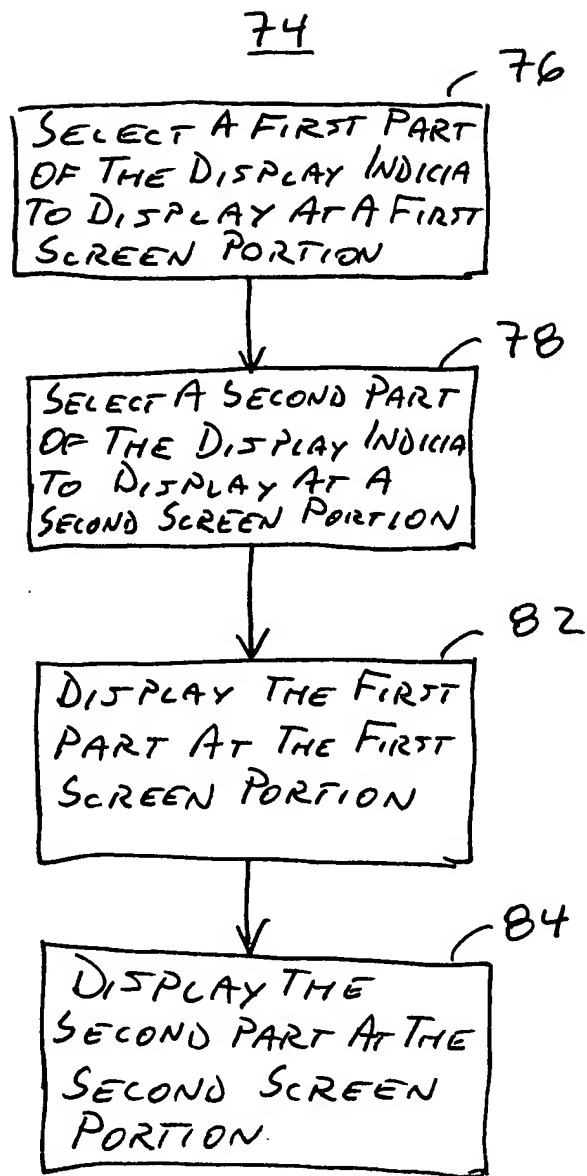 74
76
SELECT A FIRST PART
OF THE DISPLAY INDICIA
TO DISPLAY AT A FIRST
SCREEN PORTION
78
SELECT A SECOND PART
OF THE DISPLAY INDICIA
TO DISPLAY AT A
SECOND SCREEN PORTION
82
DISPLAY THE FIRST
PART AT THE FIRST
SCREEN PORTION
84
DISPLAY THE
SECOND PART AT THE
SECOND SCREEN
PORTION.